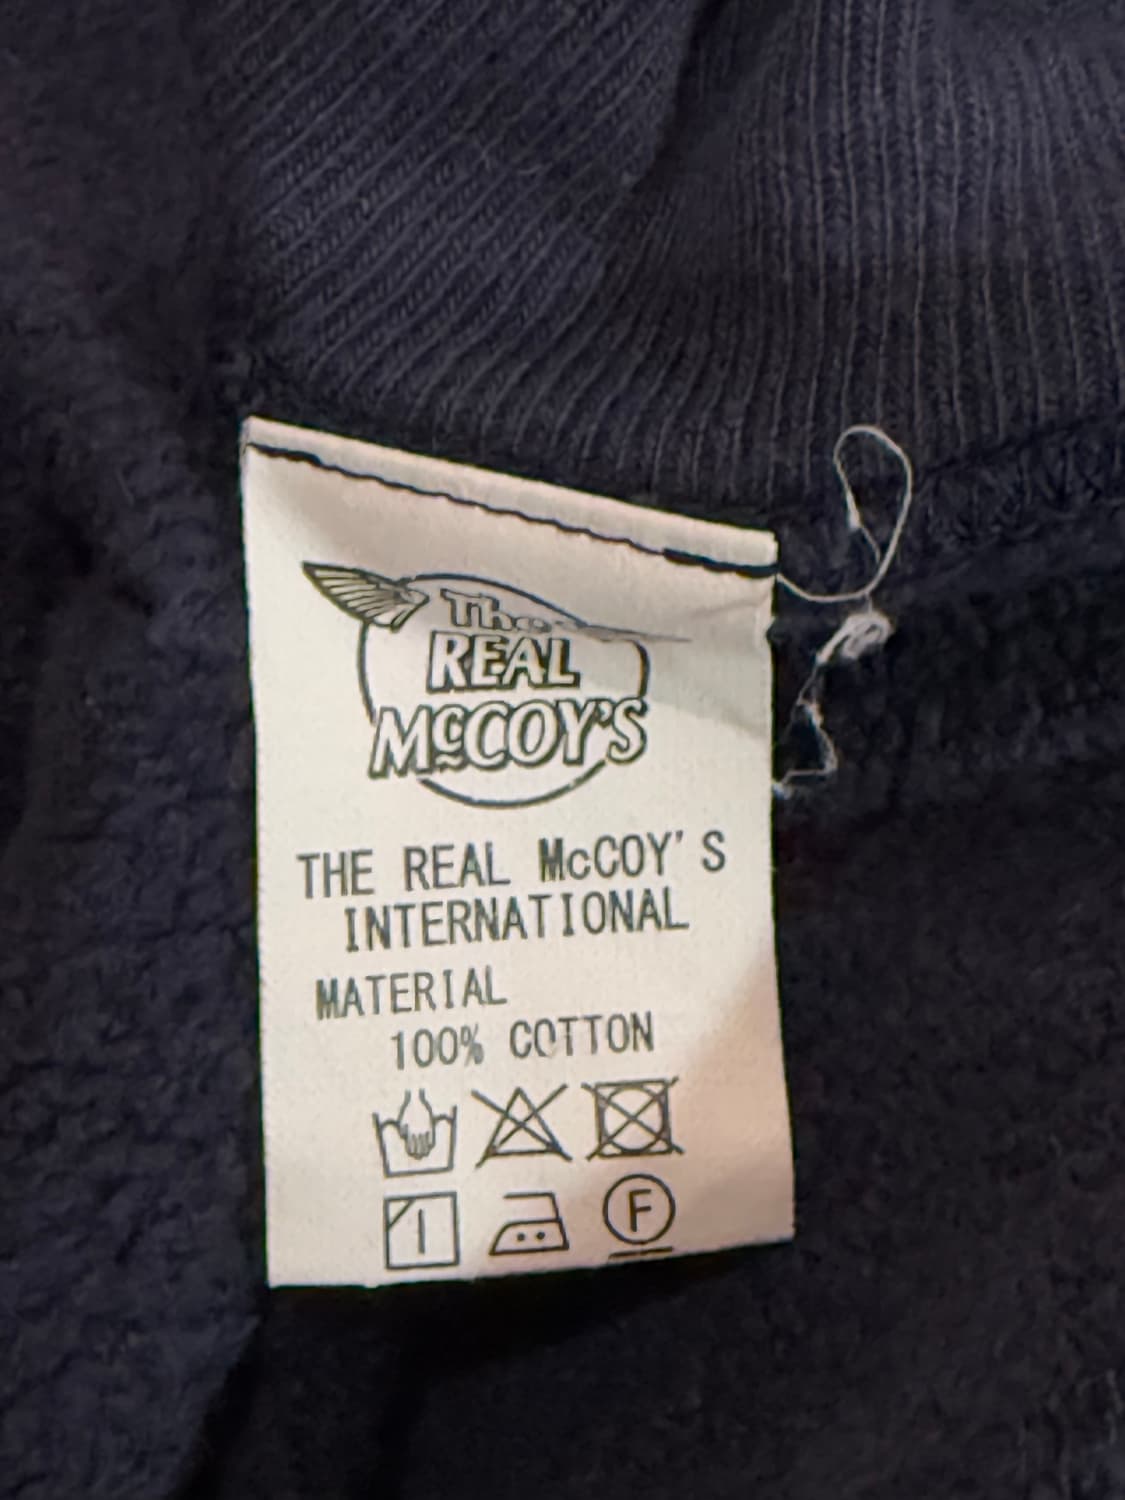 The
REAL
McCOY'S
THE REAL McCOY'S
INTERNATIONAL
MATERIAL
100% COTTON
F